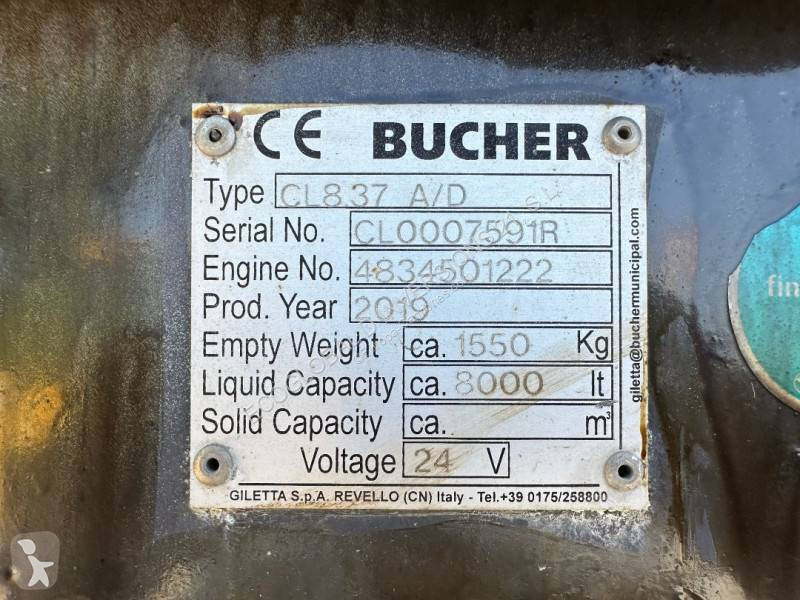 CE BUCHER
Type CL837 A/D
Serial No. CL0007591R
Engine No. 4834501222
Prod. Year 2019
Empty Weight ca. 1550 Kg
Liquid Capacity ca. 8000 lt
Solid Capacity ca. m³
Voltage 24 V
GILETTA S.p.A. REVELLO (CN) Italy - Tel.+39 0175/258800
giletta@buchermunicipal.com
fin